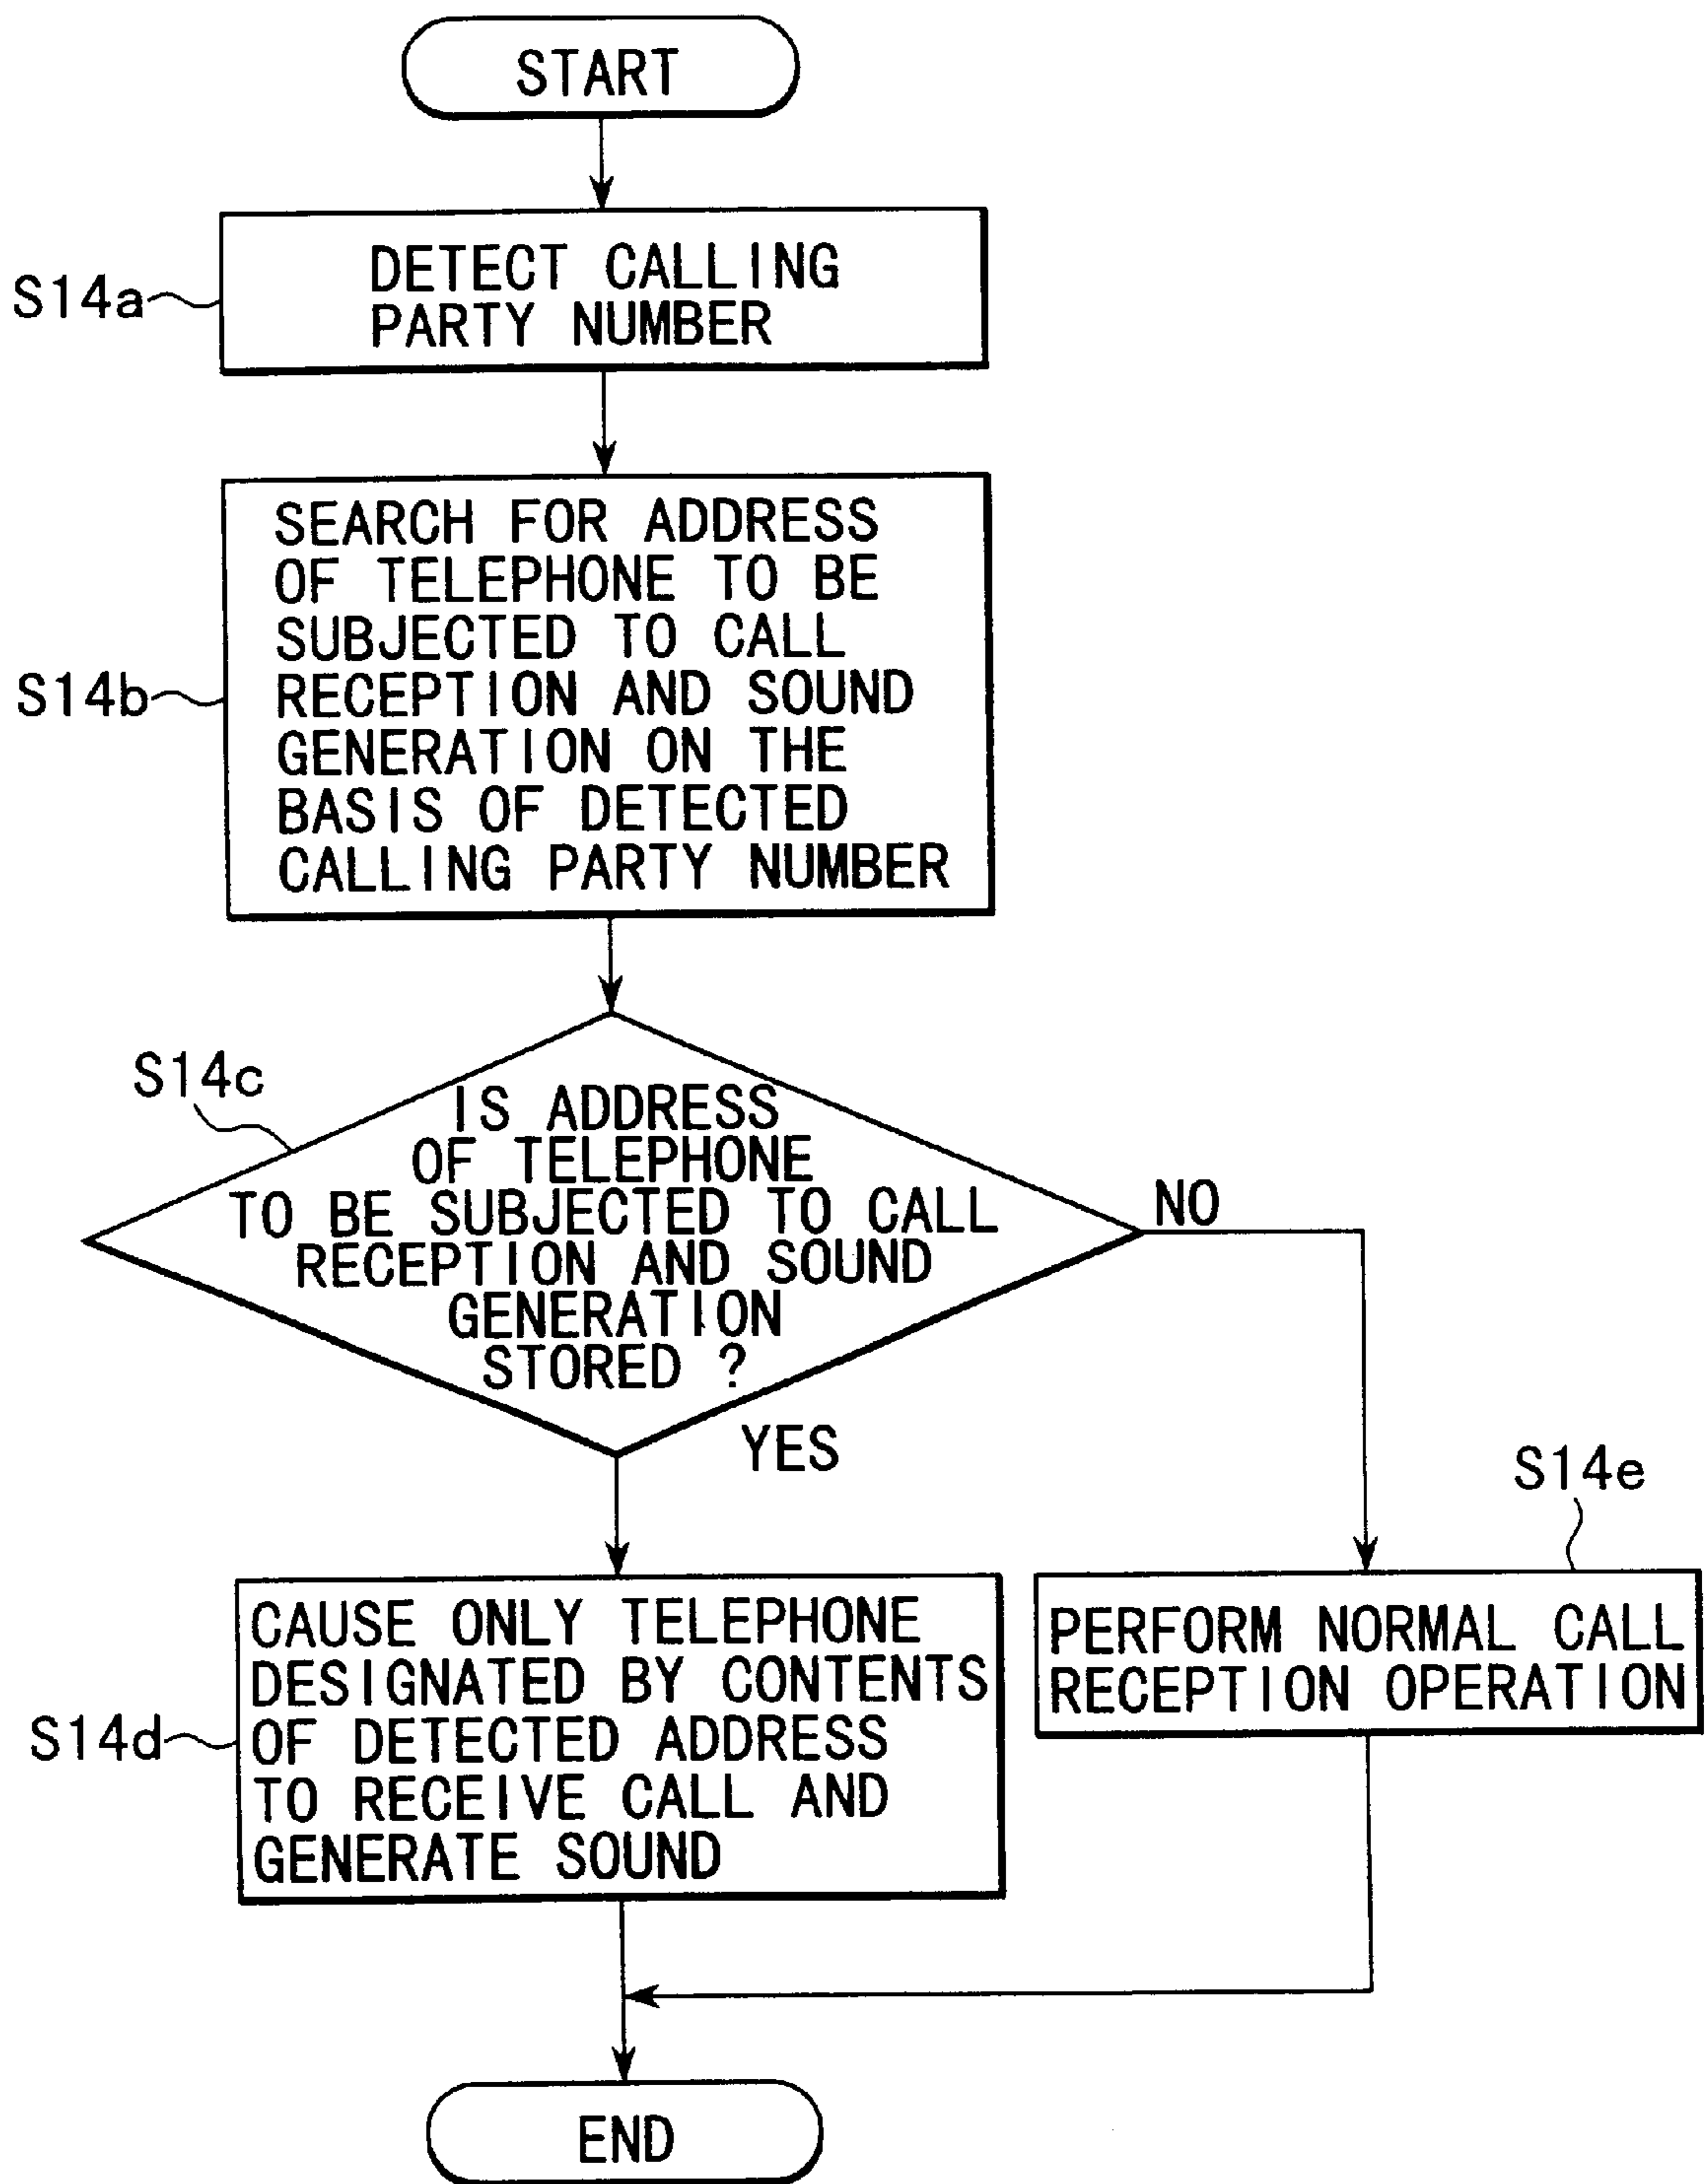 START
S14a
DETECT CALLING
PARTY NUMBER
S14b
SEARCH FOR ADDRESS
OF TELEPHONE TO BE
SUBJECTED TO CALL
RECEPTION AND SOUND
GENERATION ON THE
BASIS OF DETECTED
CALLING PARTY NUMBER
S14c
IS ADDRESS
OF TELEPHONE
TO BE SUBJECTED TO CALL
RECEPTION AND SOUND
GENERATION
STORED ?
NO
YES
S14d
CAUSE ONLY TELEPHONE
DESIGNATED BY CONTENTS
OF DETECTED ADDRESS
TO RECEIVE CALL AND
GENERATE SOUND
S14e
PERFORM NORMAL CALL
RECEPTION OPERATION
END